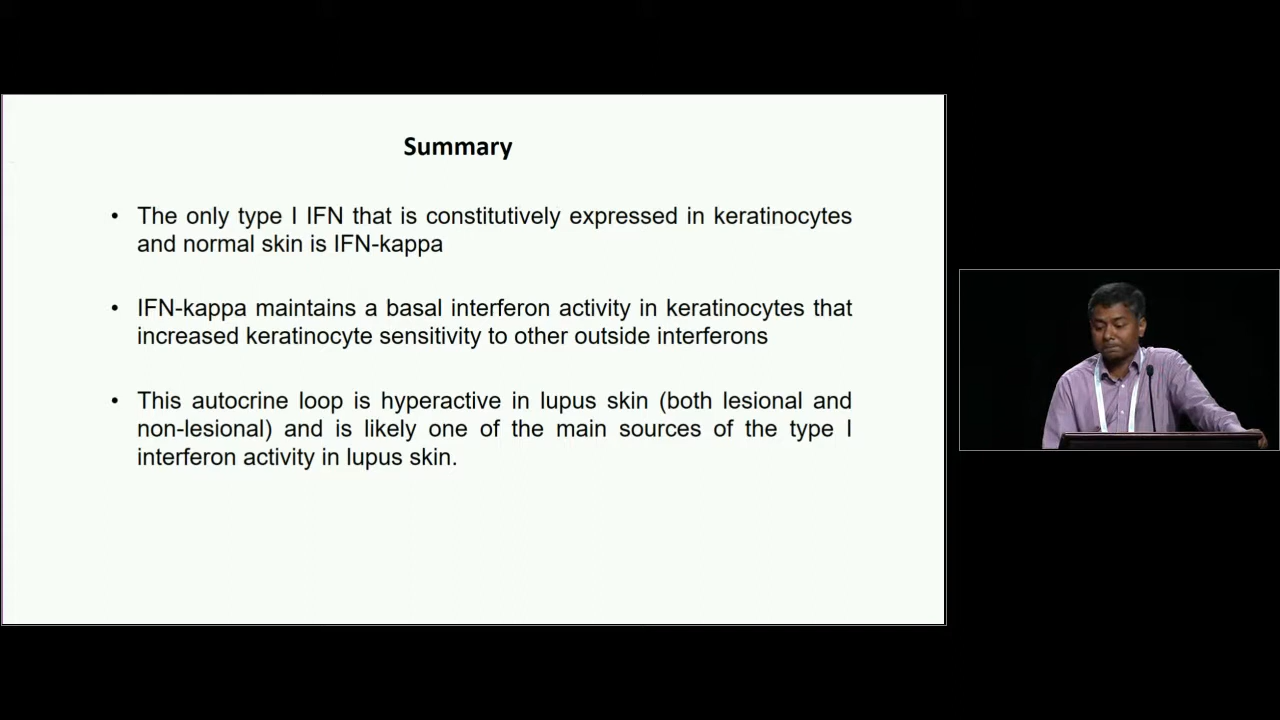 Summary
• The only type I IFN that is constitutively expressed in keratinocytes
and normal skin is IFN-kappa
• IFN-kappa maintains a basal interferon activity in keratinocytes that
increased keratinocyte sensitivity to other outside interferons
• This autocrine loop is hyperactive in lupus skin (both lesional and
non-lesional) and is likely one of the main sources of the type I
interferon activity in lupus skin.